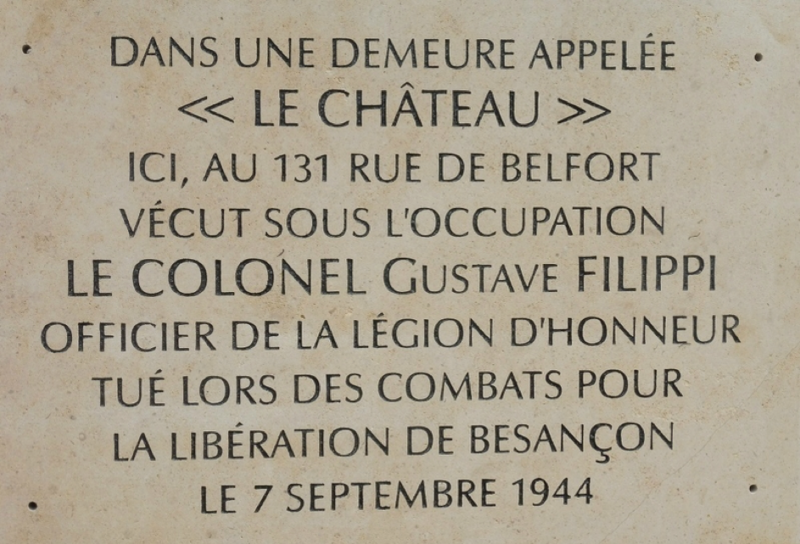 DANS UNE DEMEURE APPELÉE
<< LE CHÂTEAU >>
ICI, AU 131 RUE DE BELFORT
VÉCUT SOUS L'OCCUPATION
LE COLONEL GUSTAVE FILIPPI
OFFICIER DE LA LÉGION D'HONNEUR
TUÉ LORS DES COMBATS POUR
LA LIBÉRATION DE BESANÇON
LE 7 SEPTEMBRE 1944